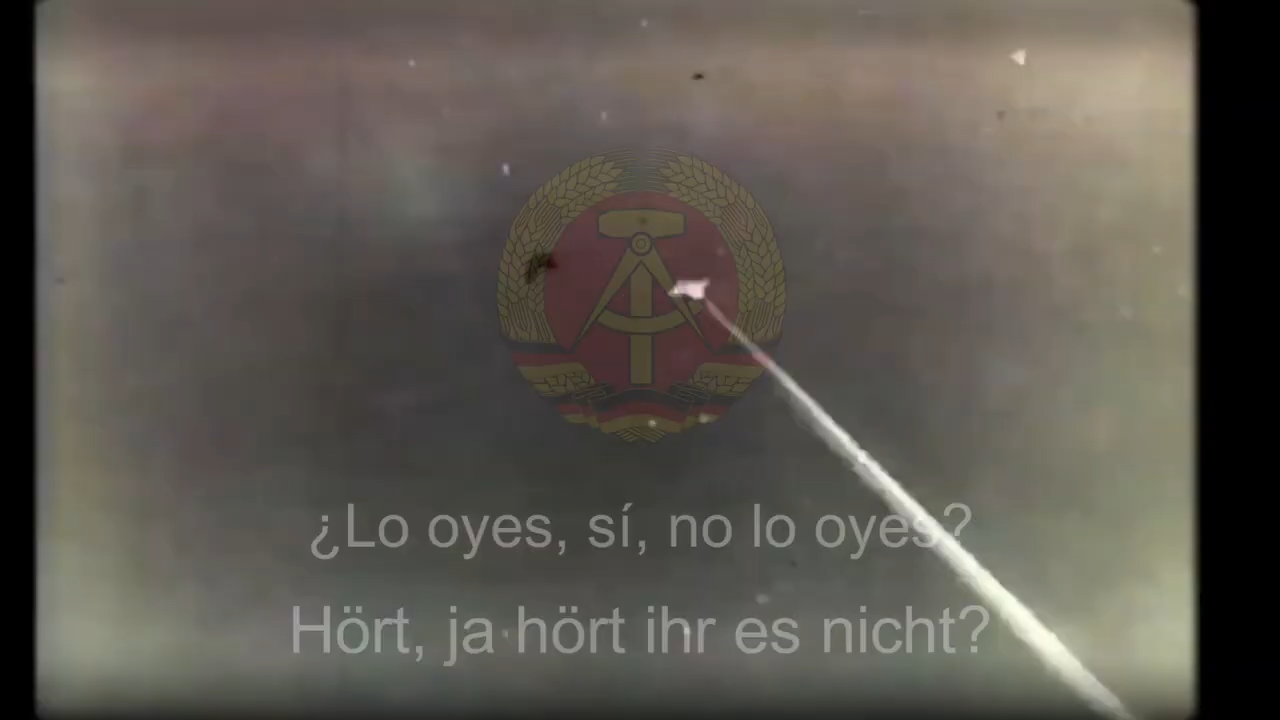 ¿Lo oyes, sí, no lo oyes?
Hört, ja hört ihr es nicht?